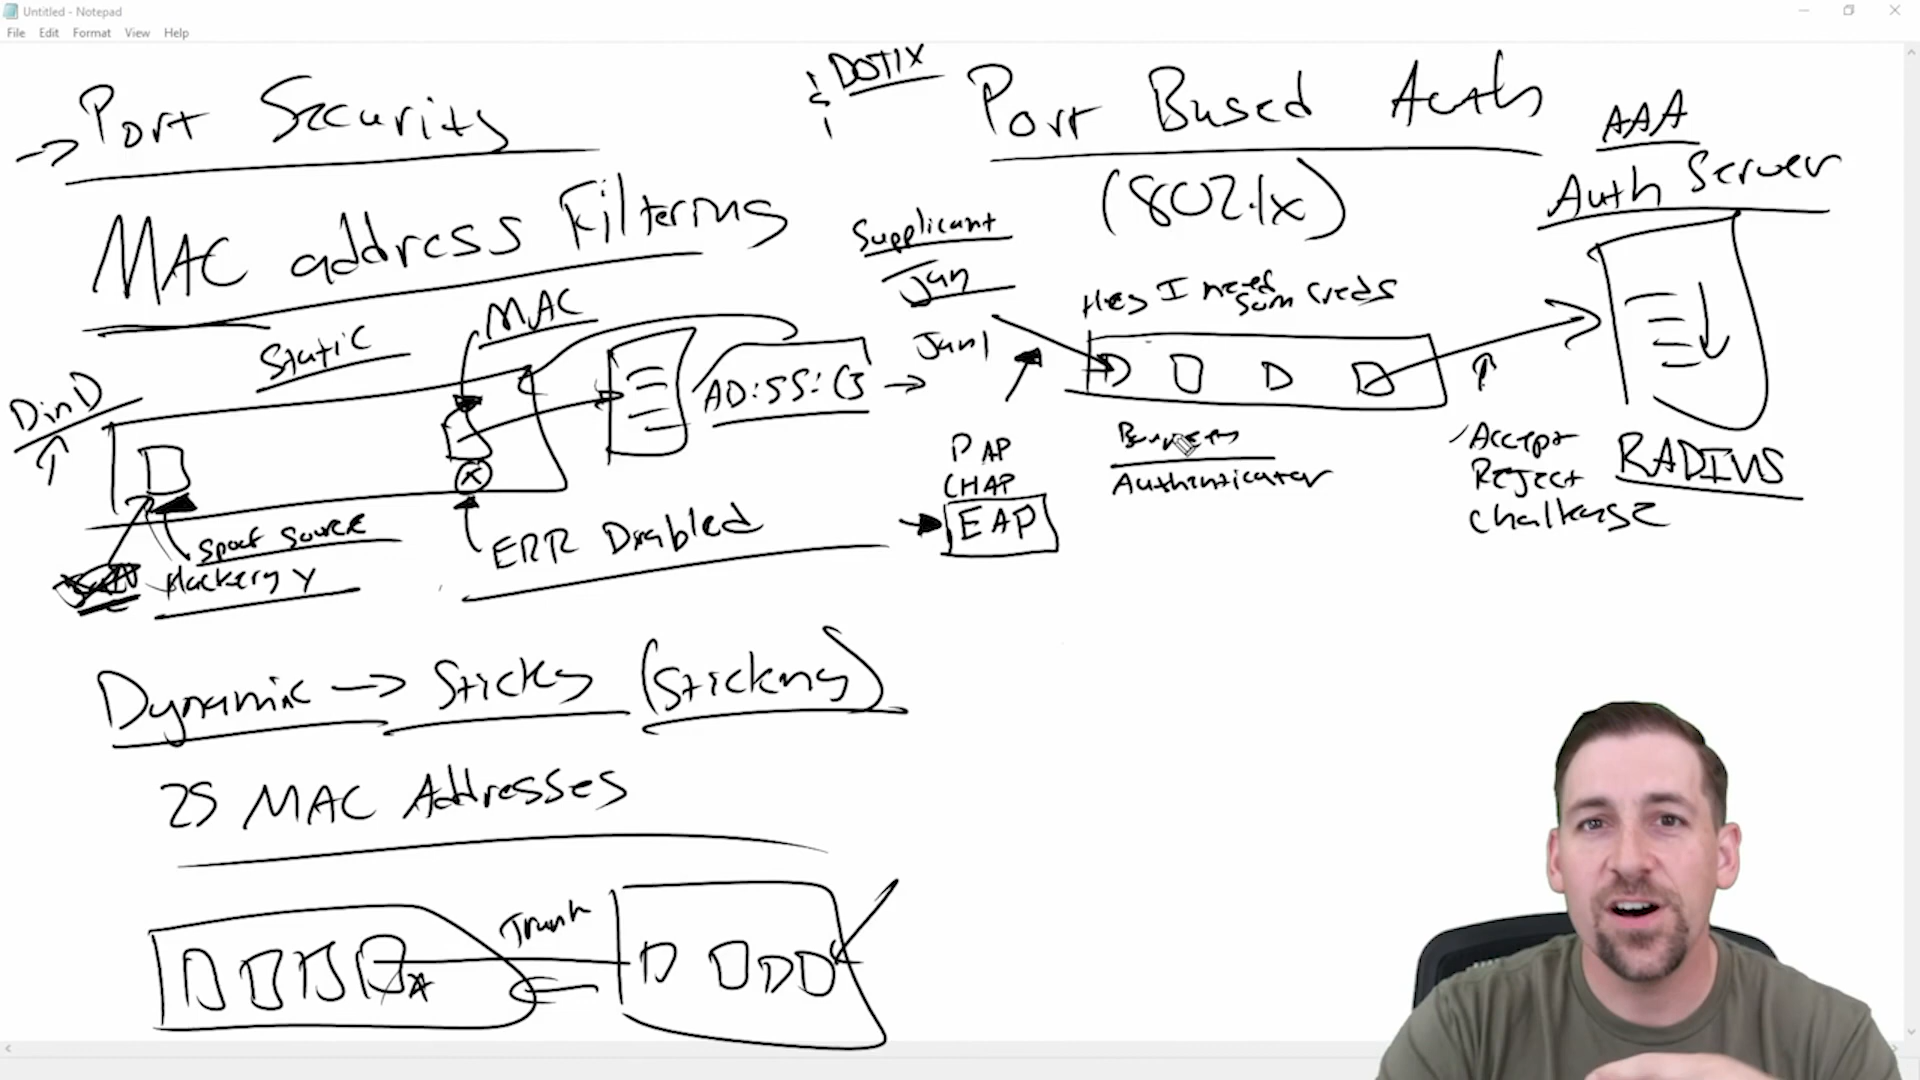 Untitled - Notepad
File Edit Format View Help
Port Security
MAC address Filtering
Static
MAC
AD:55:C3
DinD
Spoof Source
Hackery
ERR Disabled
Dynamic → Sticky (Sticking)
25 MAC Addresses
Trunk
DOT1X
Port Based Auth
(802.1x)
Supplicant
Jan
Jan1
Hey I need Som Creds
PAP
CHAP
EAP
Authenticator
AAA
Auth Server
RADIUS
Accept
Reject
Challenge